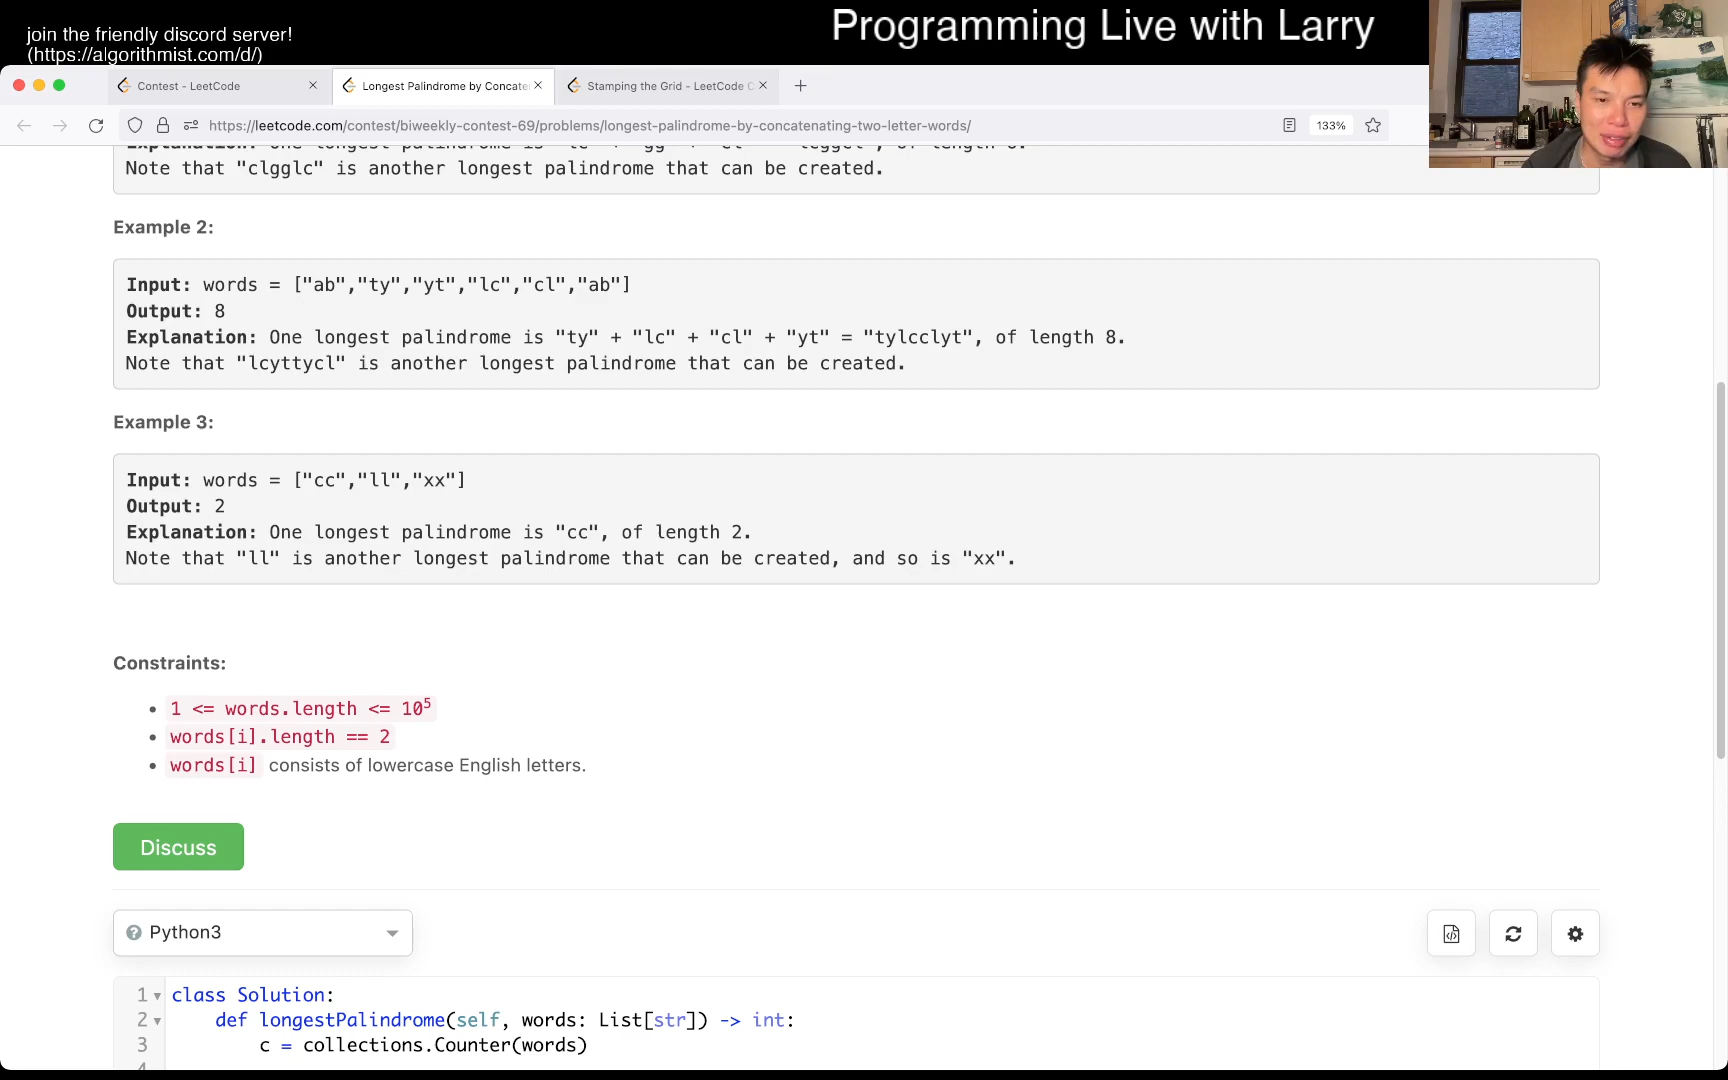 join the friendly discord server!
(https://algorithmist.com/d/)
Programming Live with Larry
Contest - LeetCode
Longest Palindrome by Concate
Stamping the Grid - LeetCode C
https://leetcode.com/contest/biweekly-contest-69/problems/longest-palindrome-by-concatenating-two-letter-words/
133%
Note that "clgglc" is another longest palindrome that can be created.
Example 2:
Input: words = ["ab","ty","yt","lc","cl","ab"]
Output: 8
Explanation: One longest palindrome is "ty" + "lc" + "cl" + "yt" = "tylcclyt", of length 8.
Note that "lcyttycl" is another longest palindrome that can be created.
Example 3:
Input: words = ["cc","ll","xx"]
Output: 2
Explanation: One longest palindrome is "cc", of length 2.
Note that "ll" is another longest palindrome that can be created, and so is "xx".
Constraints:
1 <= words.length <= 10⁵
words[i].length == 2
words[i] consists of lowercase English letters.
Discuss
Python3
1 class Solution:
2 def longestPalindrome(self, words: List[str]) -> int:
3 c = collections.Counter(words)